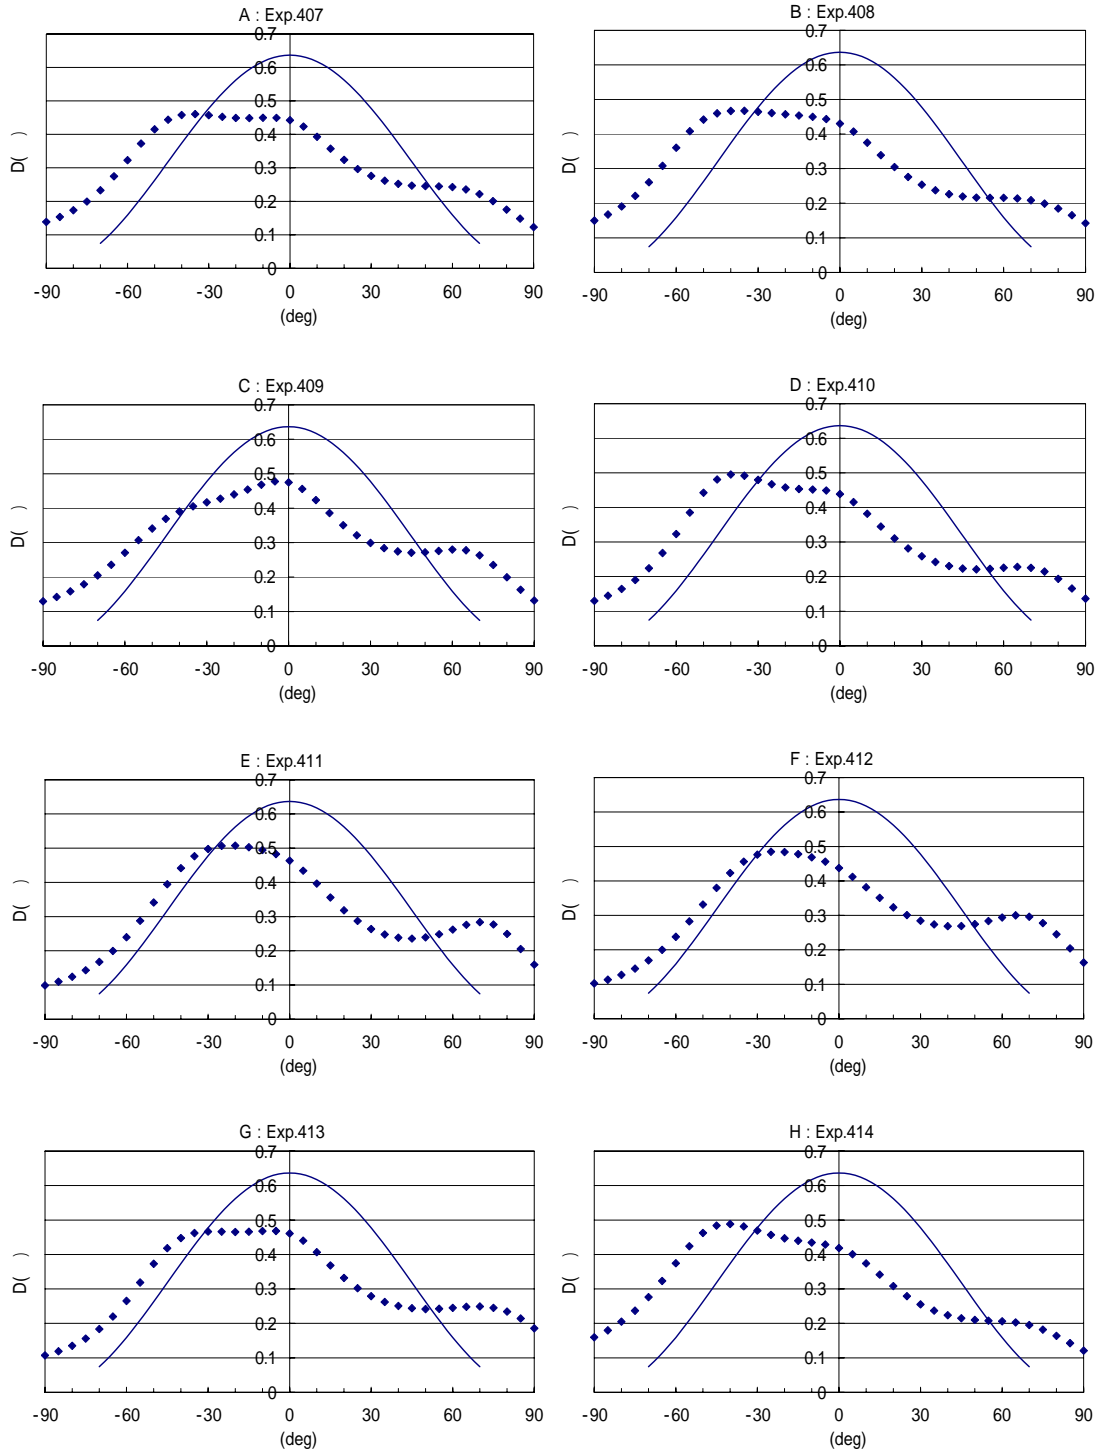 A : Exp.407
0.7
0.6
0.5
0.4
0.3
0.2
0.1
0
-90 -60 -30 0 30 60 90
(deg)
D( )
B : Exp.408
0.7
0.6
0.5
0.4
0.3
0.2
0.1
0
-90 -60 -30 0 30 60 90
(deg)
D( )
C : Exp.409
0.7
0.6
0.5
0.4
0.3
0.2
0.1
0
-90 -60 -30 0 30 60 90
(deg)
D( )
D : Exp.410
0.7
0.6
0.5
0.4
0.3
0.2
0.1
0
-90 -60 -30 0 30 60 90
(deg)
D( )
E : Exp.411
0.7
0.6
0.5
0.4
0.3
0.2
0.1
0
-90 -60 -30 0 30 60 90
(deg)
D( )
F : Exp.412
0.7
0.6
0.5
0.4
0.3
0.2
0.1
0
-90 -60 -30 0 30 60 90
(deg)
D( )
G : Exp.413
0.7
0.6
0.5
0.4
0.3
0.2
0.1
0
-90 -60 -30 0 30 60 90
(deg)
D( )
H : Exp.414
0.7
0.6
0.5
0.4
0.3
0.2
0.1
0
-90 -60 -30 0 30 60 90
(deg)
D( )